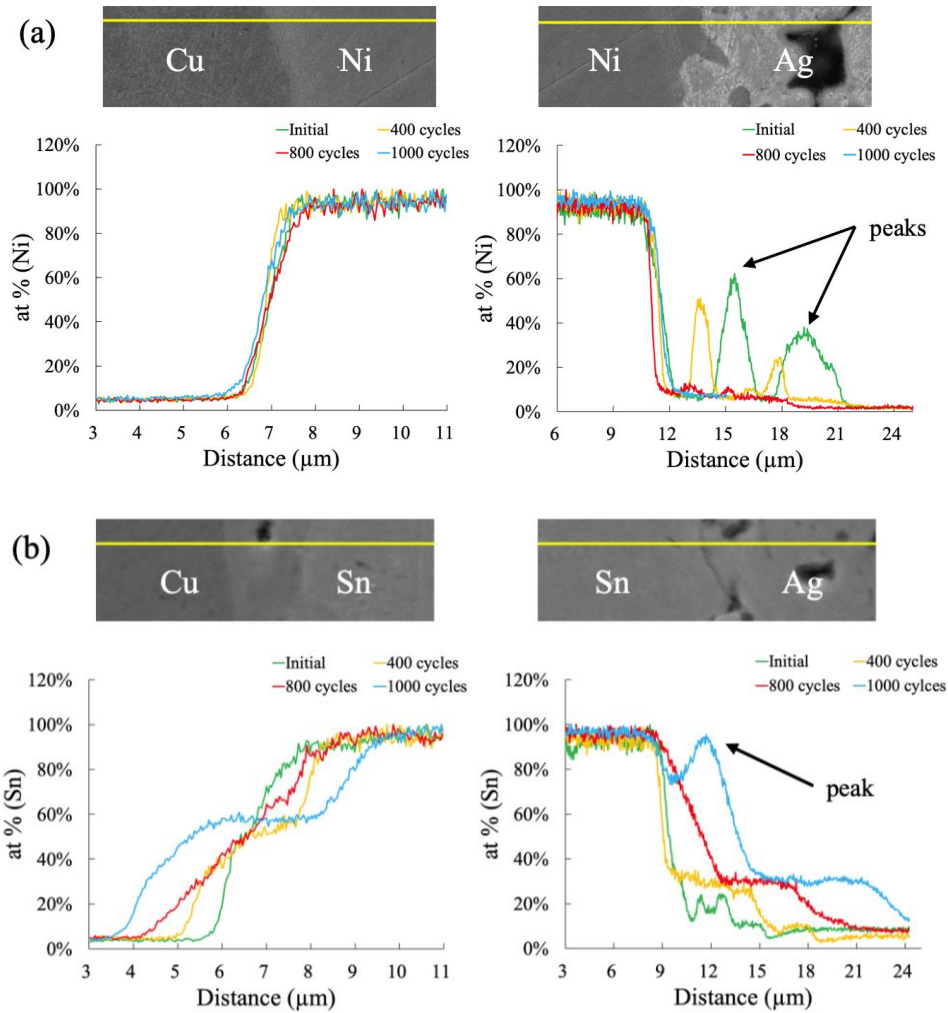 (a)
Cu Ni
Ni Ag
Initial 400 cycles
800 cycles 1000 cycles
120%
100%
80%
60%
40%
20%
0%
at % (Ni)
3 4 5 6 7 8 9 10 11
Distance (µm)
Initial 400 cycles
800 cycles 1000 cycles
120%
100%
80%
60%
40%
20%
0%
at % (Ni)
peaks
6 9 12 15 18 21 24
Distance (µm)
(b)
Cu Sn
Sn Ag
Initial 400 cycles
800 cycles 1000 cycles
120%
100%
80%
60%
40%
20%
0%
at % (Sn)
3 4 5 6 7 8 9 10 11
Distance (µm)
Initial 400 cycles
800 cycles 1000 cylces
120%
100%
80%
60%
40%
20%
0%
at % (Sn)
peak
3 6 9 12 15 18 21 24
Distance (µm)